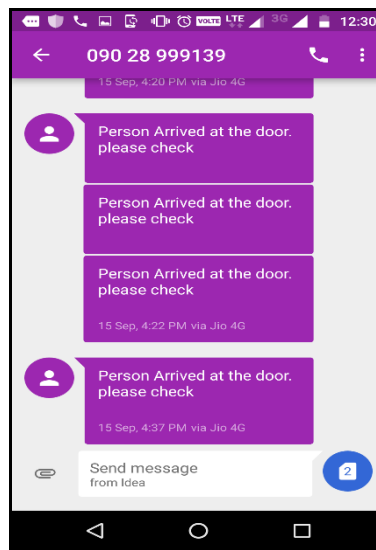 VOLTE LTE 3G 12:30
090 28 999139
15 Sep, 4:20 PM via Jio 4G
Person Arrived at the door.
please check
Person Arrived at the door.
please check
Person Arrived at the door.
please check
15 Sep, 4:22 PM via Jio 4G
Person Arrived at the door.
please check
15 Sep, 4:37 PM via Jio 4G
Send message
from Idea
2